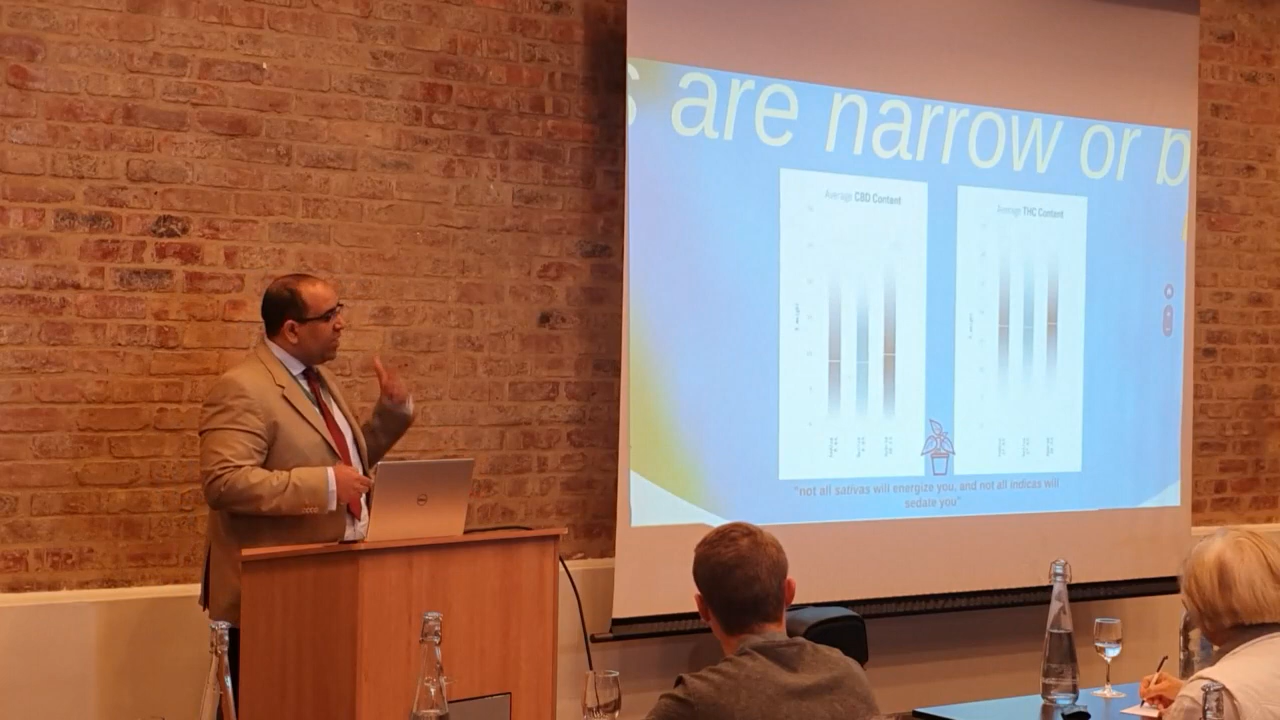 s are narrow or b
Average CBD Content
Average THC Content
"not all sativas will energize you, and not all indicas will
sedate you"
DELL